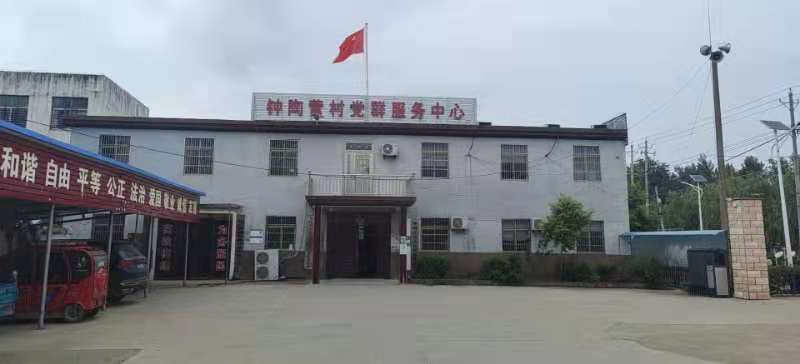 钟陶营村党群服务中心
和谐 自由 平等 公正 法治 爱国 敬业 诚信 友善